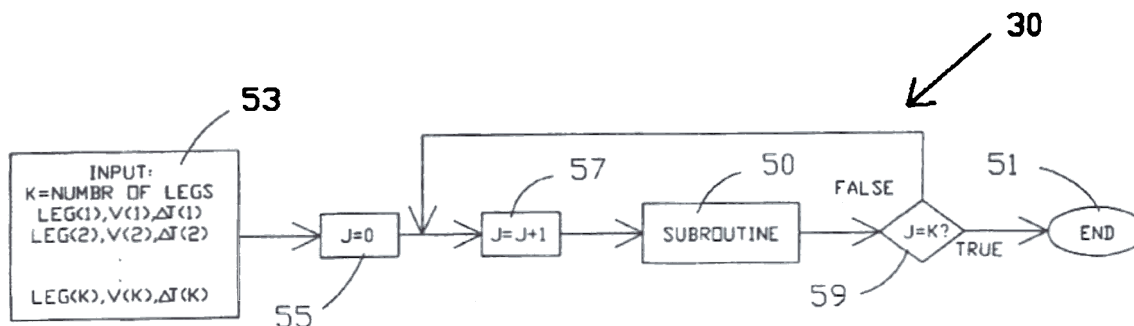 30
53
INPUT:
K=NUMBR OF LEGS
LEG(1),V(1),ΔT(1)
LEG(2),V(2),ΔT(2)
.
.
LEG(K),V(K),ΔT(K)
J=0
55
57
J=J+1
50
SUBROUTINE
FALSE
J=K?
TRUE
59
51
END